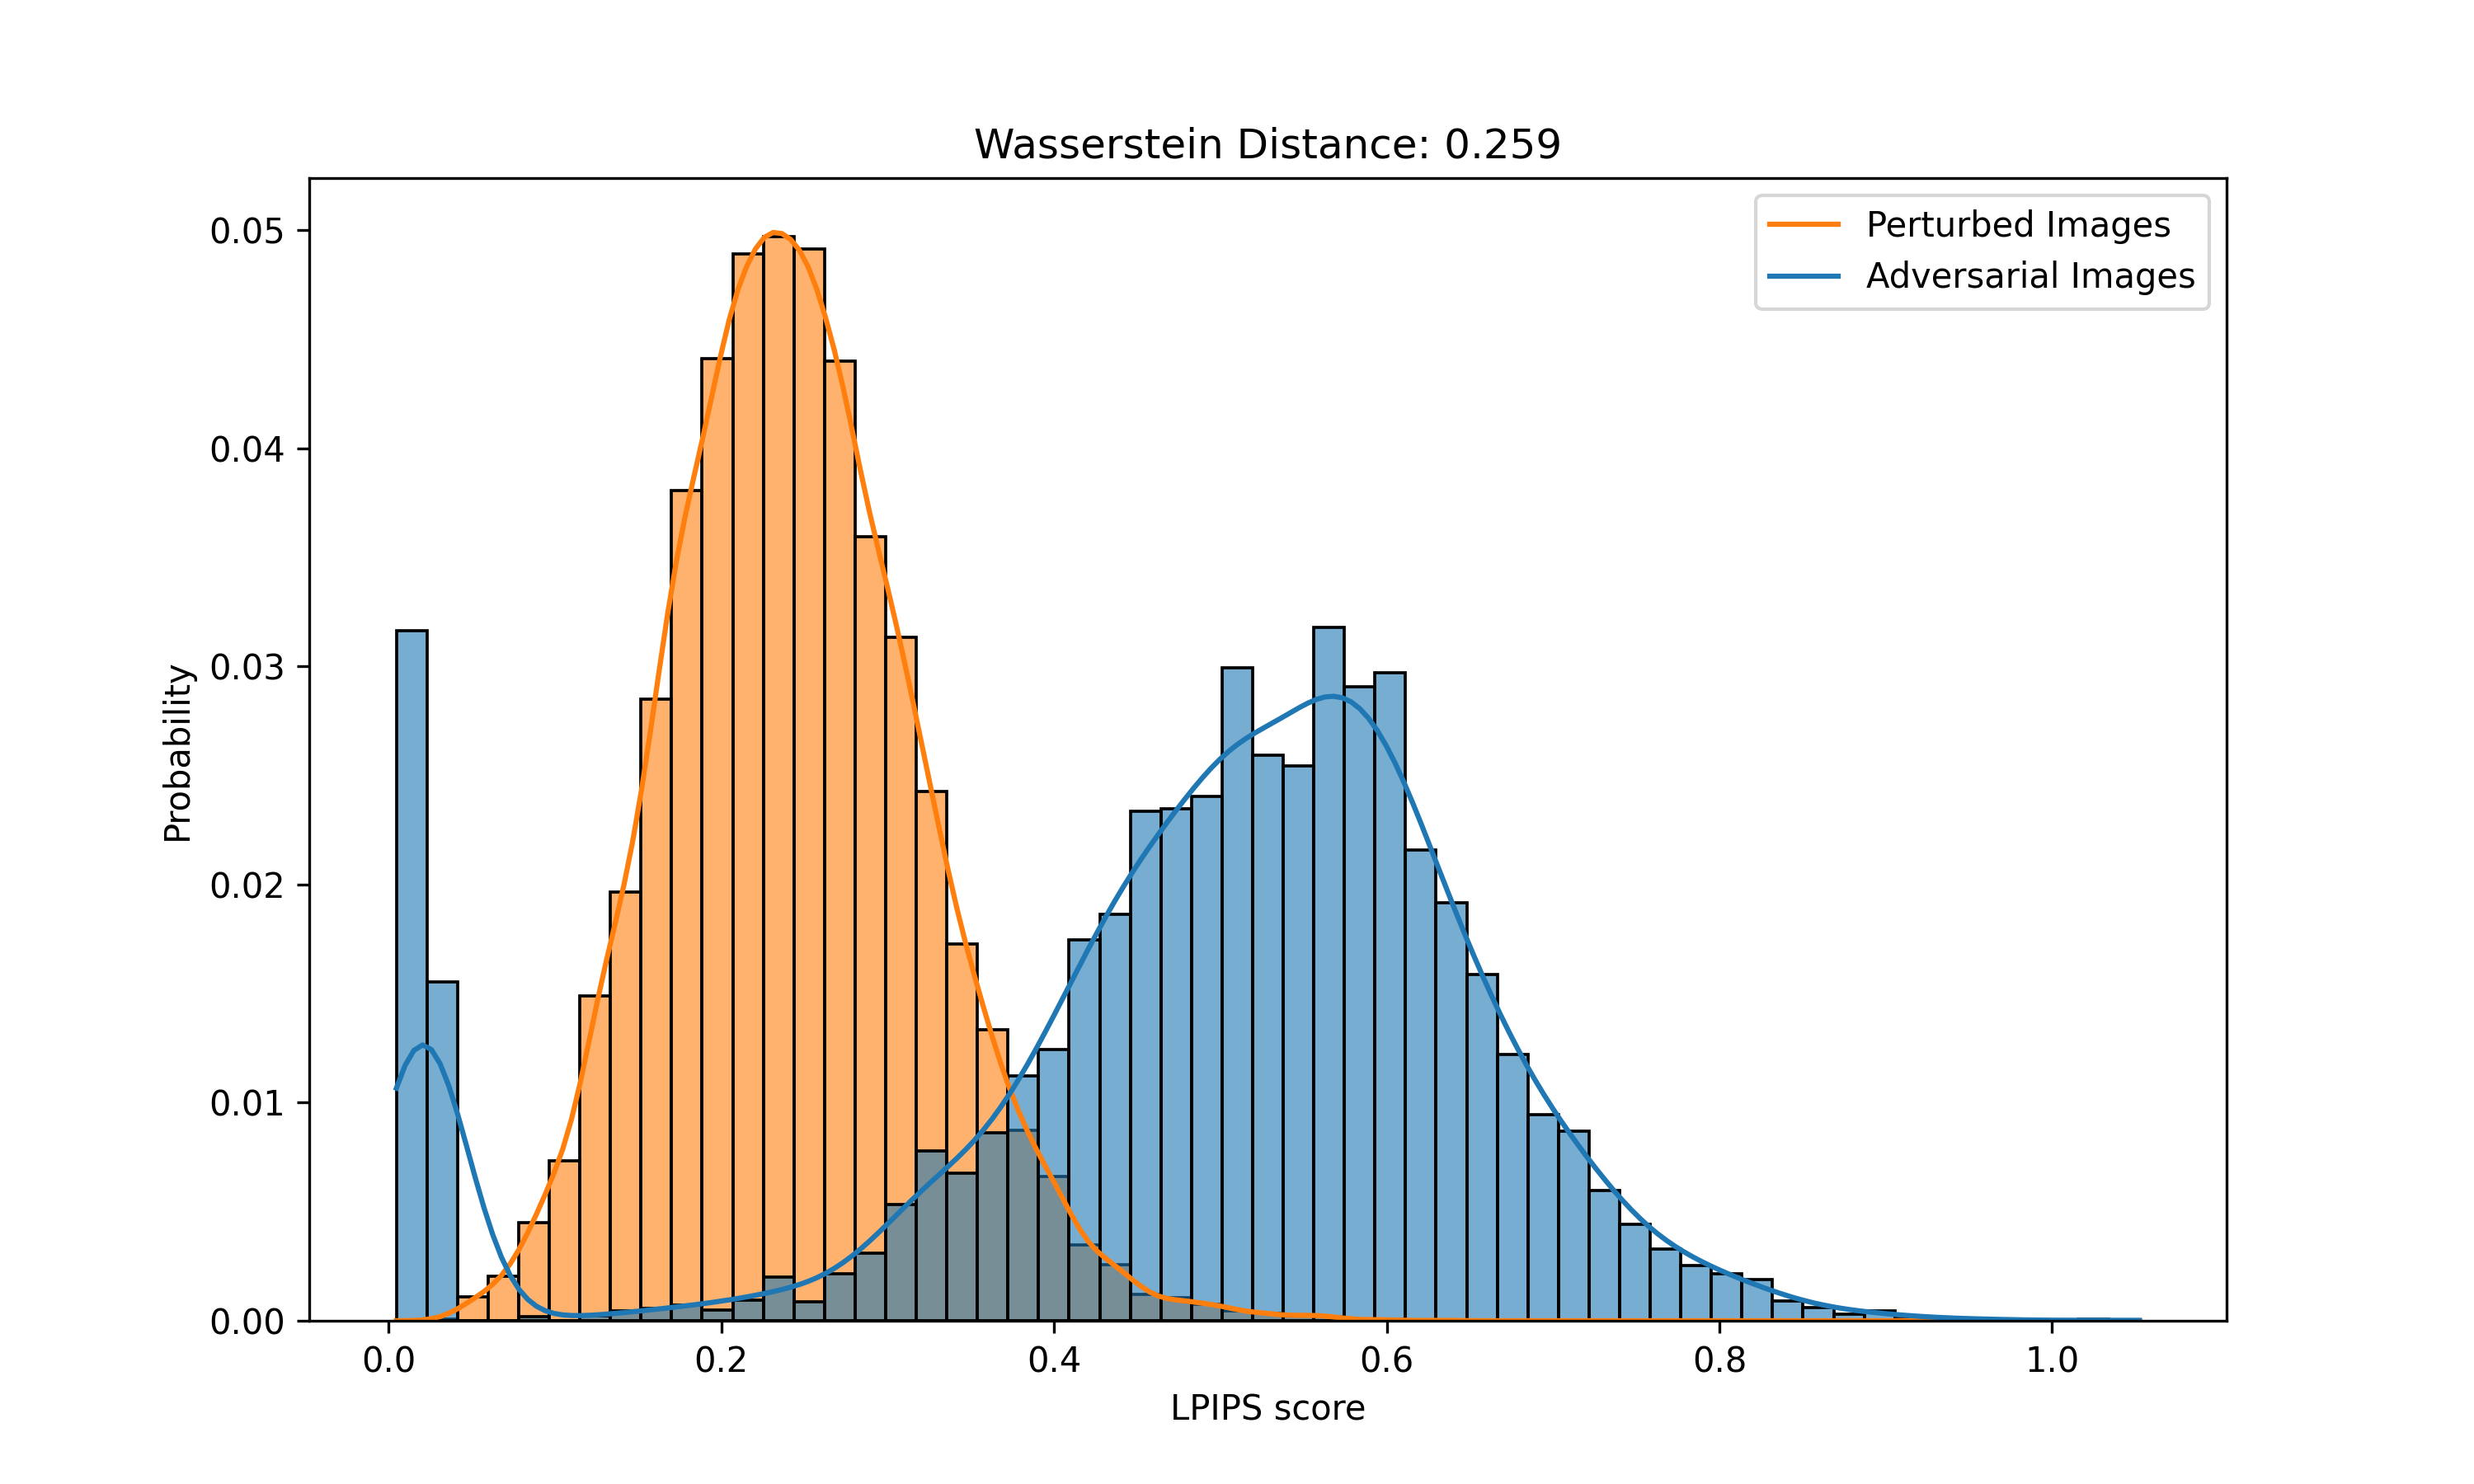 Wasserstein Distance: 0.259
Perturbed Images
Adversarial Images
Probability
0.05
0.04
0.03
0.02
0.01
0.00
0.0 0.2 0.4 0.6 0.8 1.0
LPIPS score